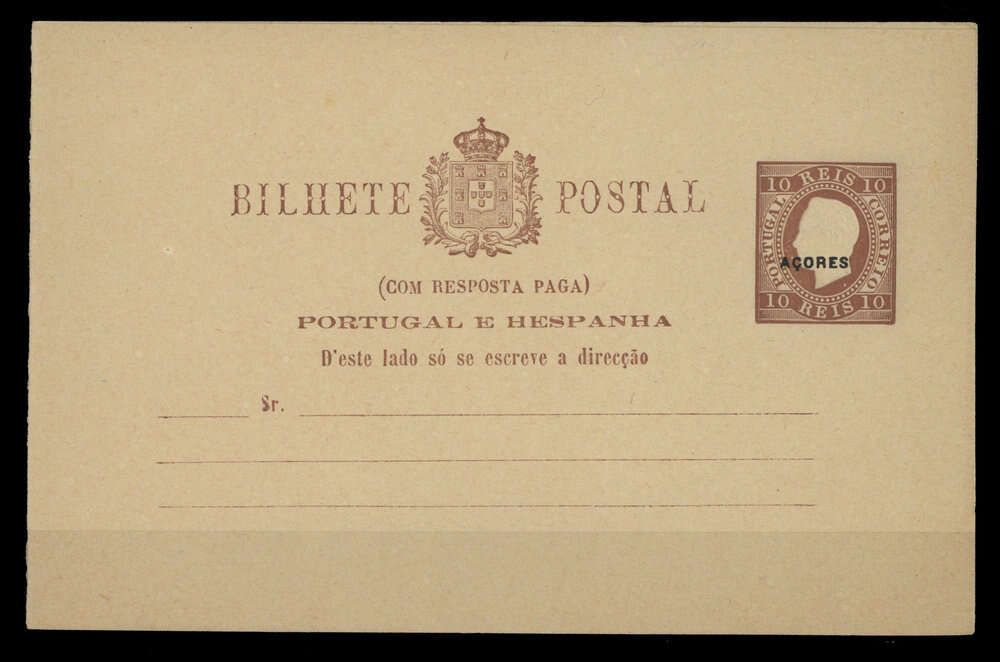 BILHETE POSTAL
(COM RESPOSTA PAGA)
PORTUGAL E HESPANHA
D'este lado só se escreve a direcção
Sr.
10 REIS 10
PORTUGAL
CORREIO
AÇORES
10 REIS 10